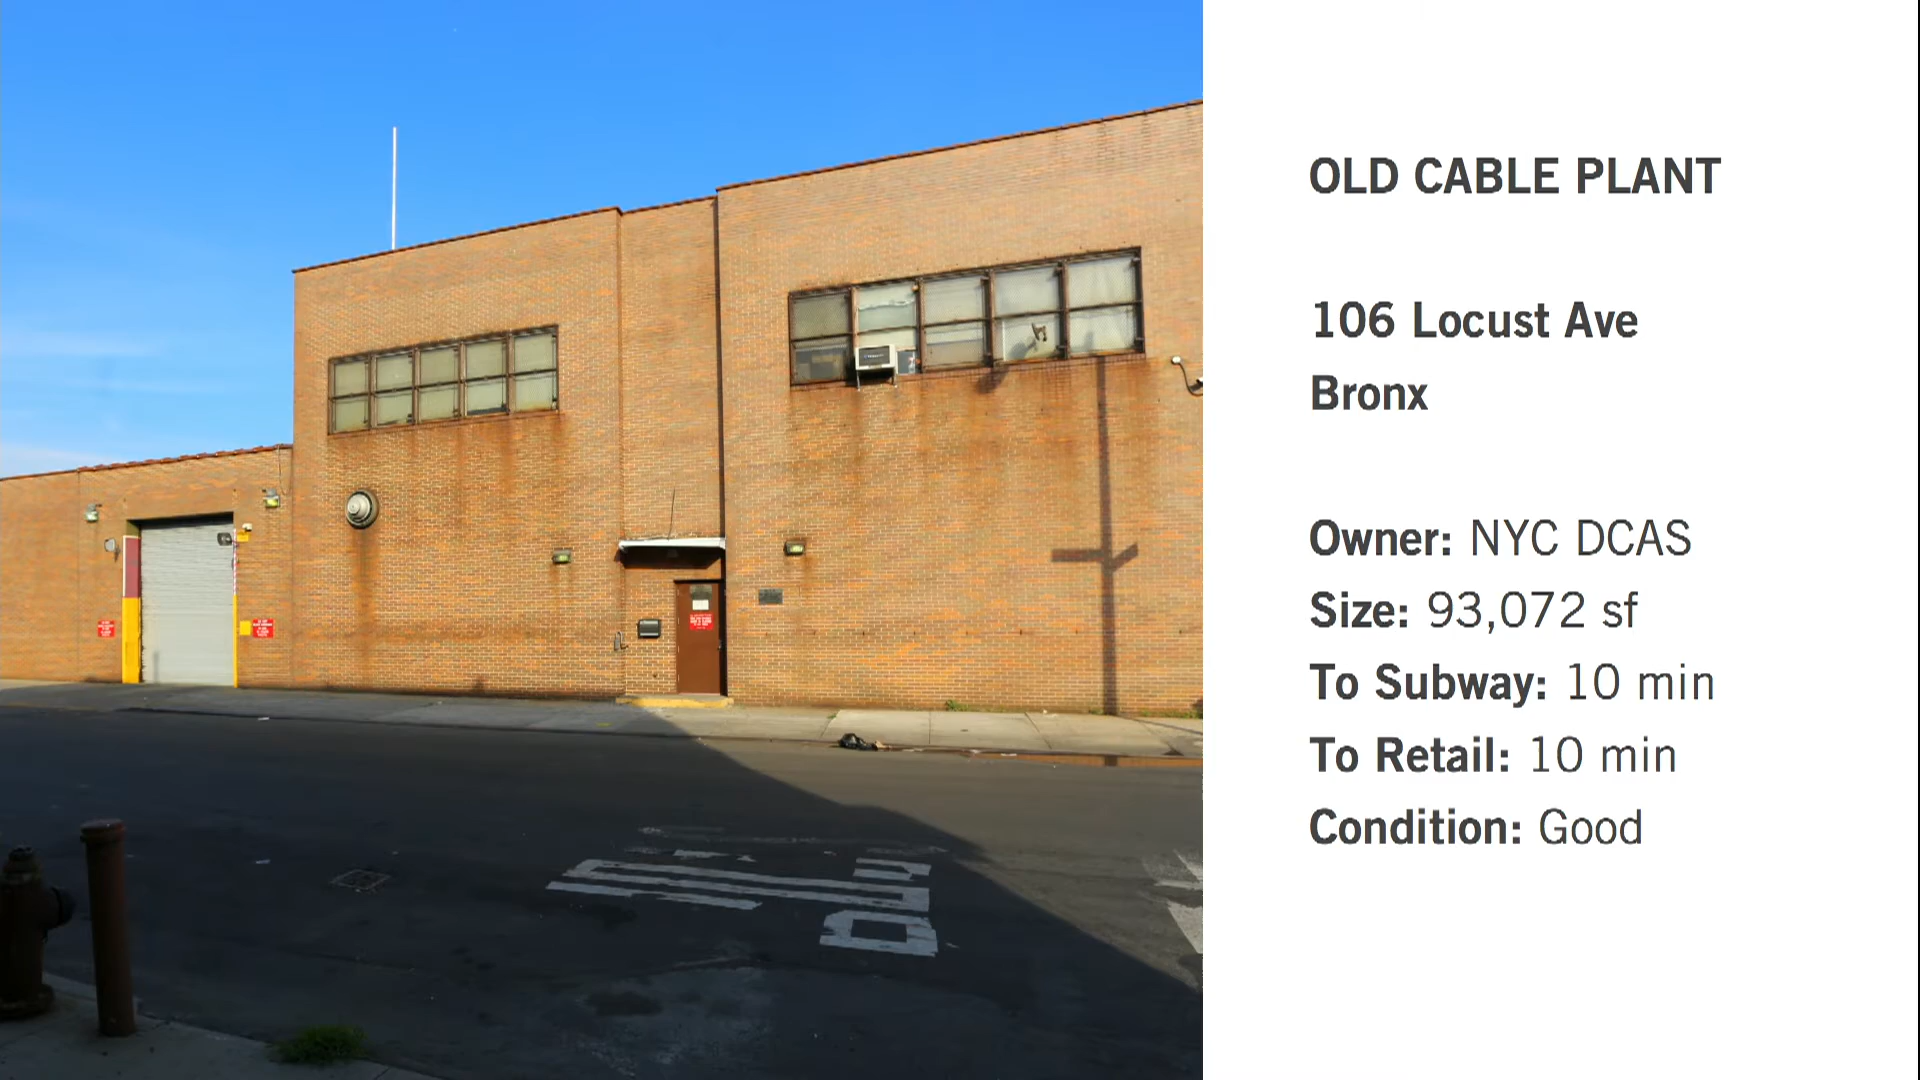 OLD CABLE PLANT
106 Locust Ave
Bronx
Owner: NYC DCAS
Size: 93,072 sf
To Subway: 10 min
To Retail: 10 min
Condition: Good